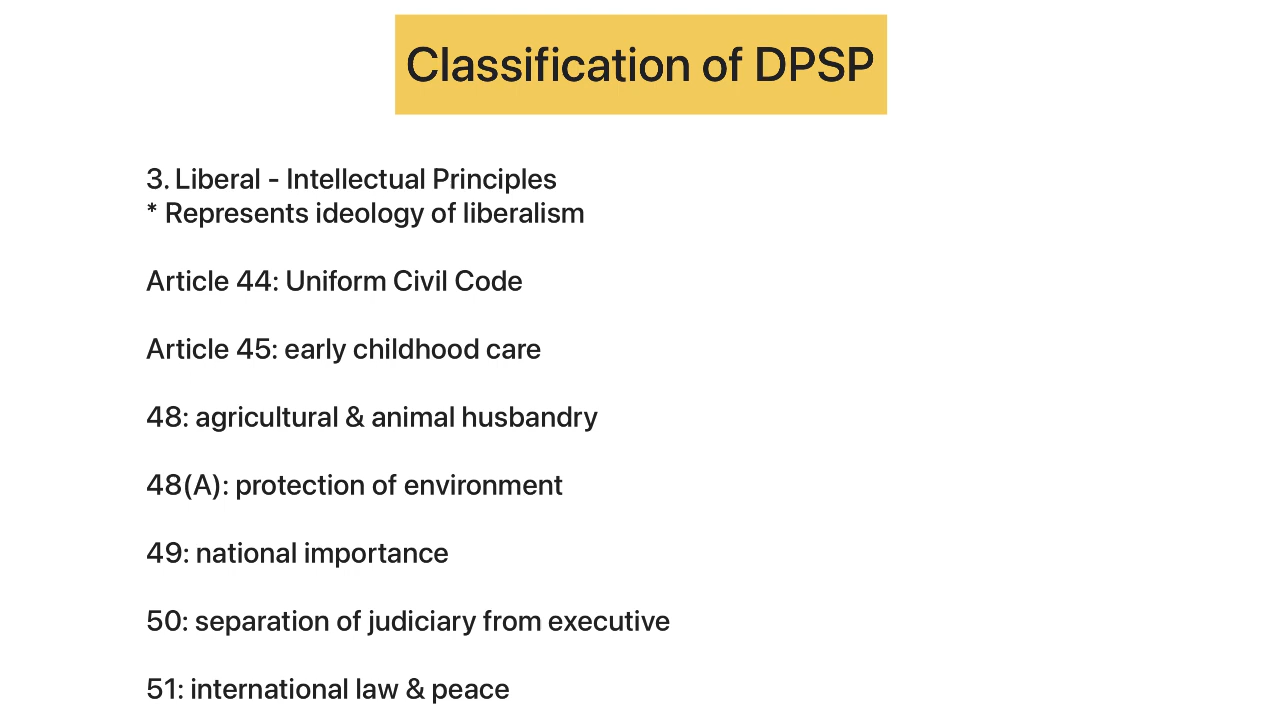 Classification of DPSP
3. Liberal - Intellectual Principles
* Represents ideology of liberalism
Article 44: Uniform Civil Code
Article 45: early childhood care
48: agricultural & animal husbandry
48(A): protection of environment
49: national importance
50: separation of judiciary from executive
51: international law & peace